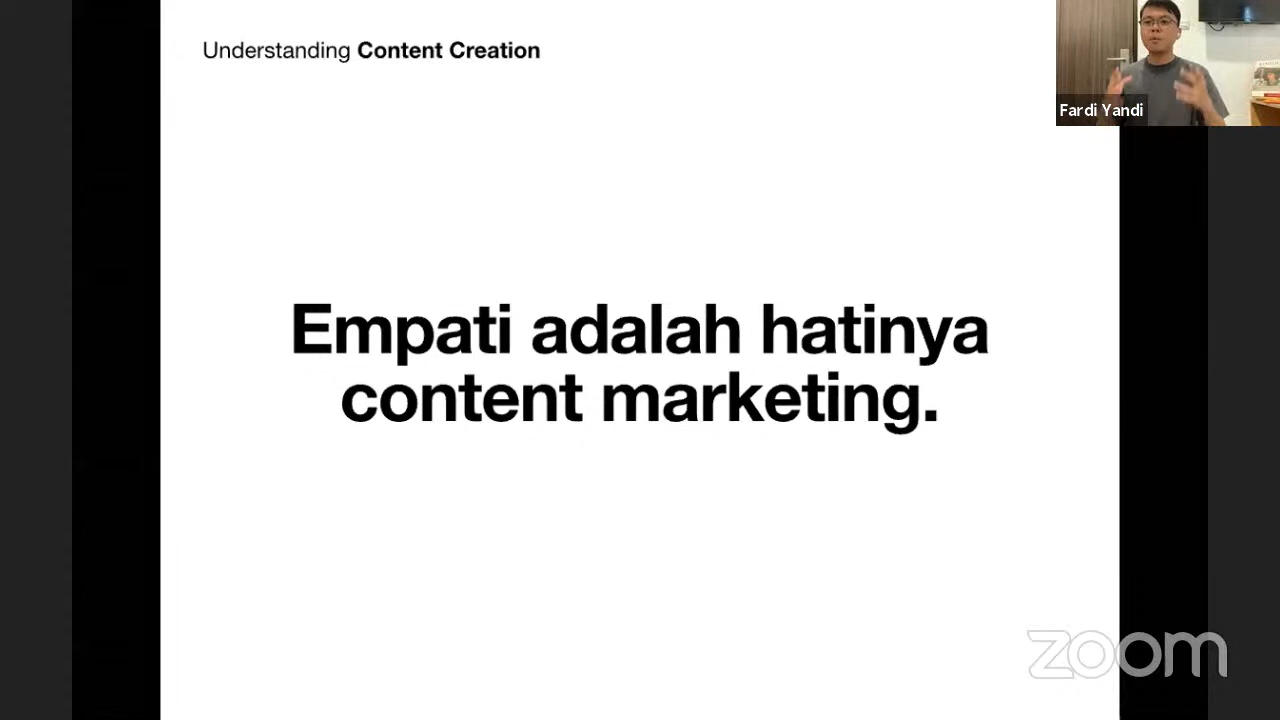 Understanding Content Creation
Fardi Yandi
Empati adalah hatinya
content marketing.
zoom